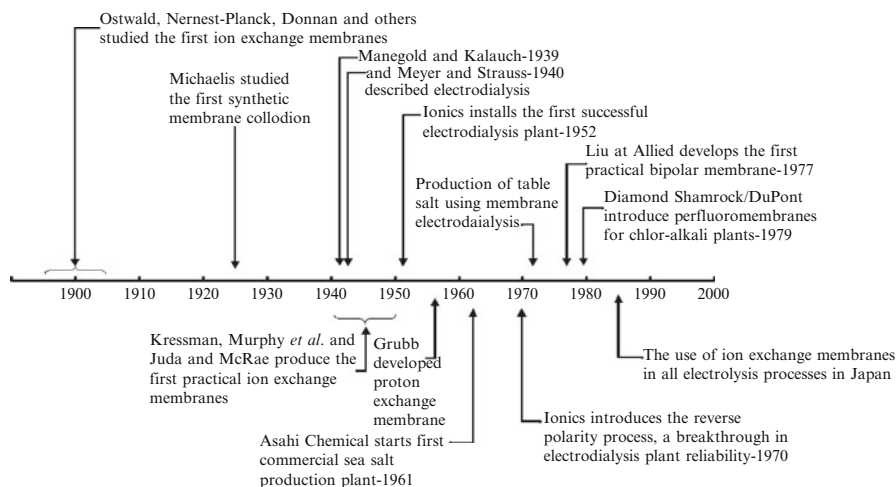 Ostwald, Nernest-Planck, Donnan and others
studied the first ion exchange membranes
Manegold and Kalauch-1939
and Meyer and Strauss-1940
described electrodialysis
Michaelis studied
the first synthetic
membrane collodion
Ionics installs the first successful
electrodialysis plant-1952
Liu at Allied develops the first
practical bipolar membrane-1977
Production of table
salt using membrane
electrodaialysis
Diamond Shamrock/DuPont
introduce perfluoromembranes
for chlor-alkali plants-1979
1900 1910 1920 1930 1940 1950 1960 1970 1980 1990 2000
Kressman, Murphy et al. and
Juda and McRae produce the
first practical ion exchange
membranes
Grubb
developed
proton
exchange
membrane
The use of ion exchange membranes
in all electrolysis processes in Japan
Asahi Chemical starts first
commercial sea salt
production plant-1961
Ionics introduces the reverse
polarity process, a breakthrough in
electrodialysis plant reliability-1970